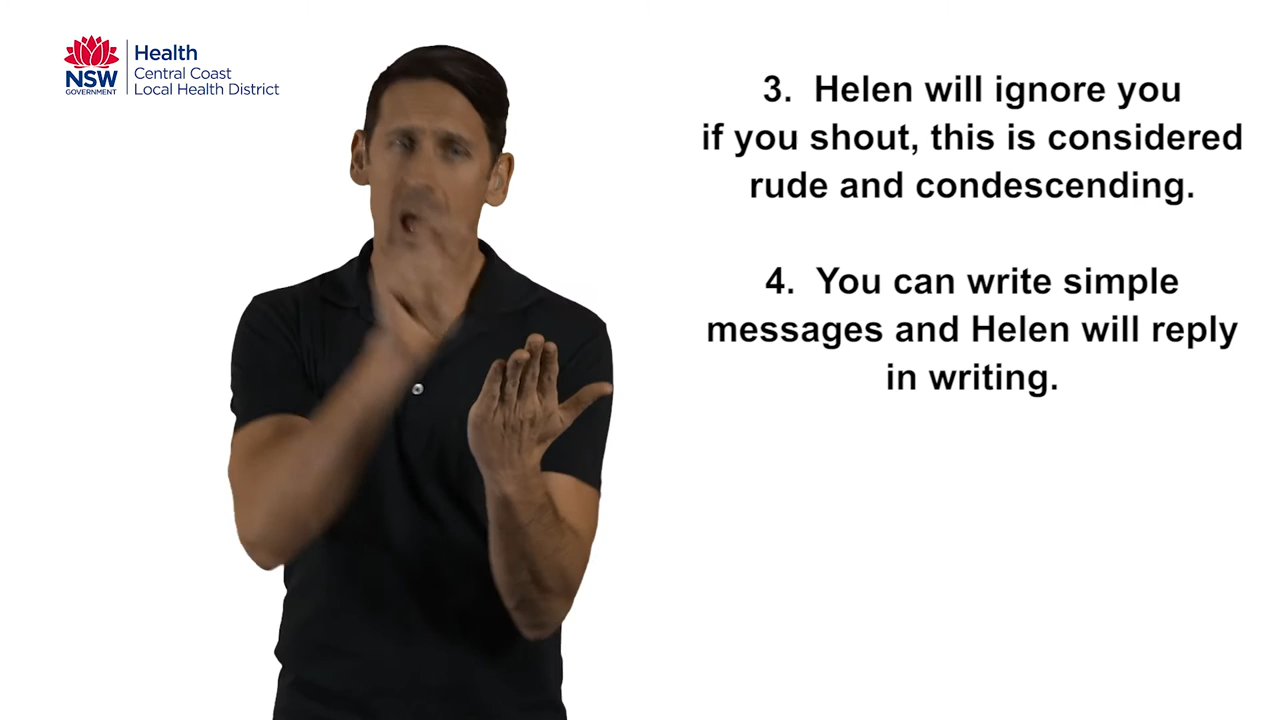 NSW
GOVERNMENT
Health
Central Coast
Local Health District
3. Helen will ignore you
if you shout, this is considered
rude and condescending.
4. You can write simple
messages and Helen will reply
in writing.